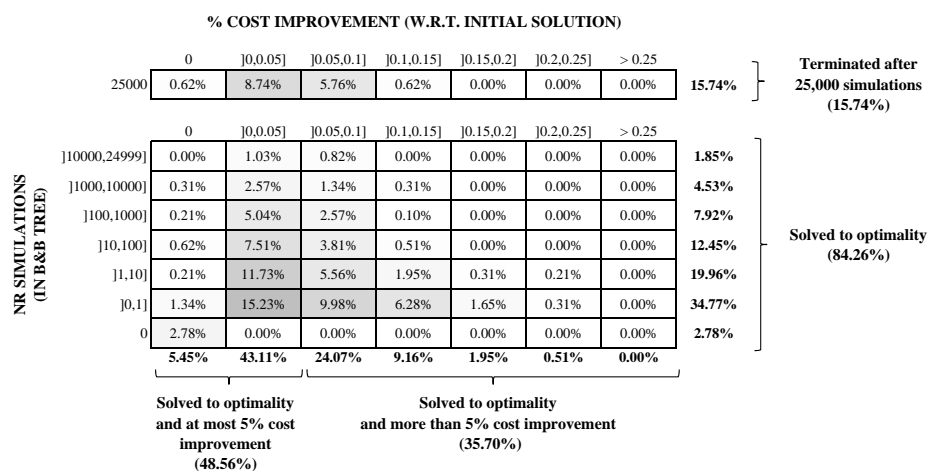 % COST IMPROVEMENT (W.R.T. INITIAL SOLUTION)
0 ]0,0.05] ]0.05,0.1] ]0.1,0.15] ]0.15,0.2] ]0.2,0.25] > 0.25
25000 0.62% 8.74% 5.76% 0.62% 0.00% 0.00% 0.00% 15.74%
Terminated after
25,000 simulations
(15.74%)
0 ]0,0.05] ]0.05,0.1] ]0.1,0.15] ]0.15,0.2] ]0.2,0.25] > 0.25
NR SIMULATIONS
(IN B&B TREE)
]10000,24999] 0.00% 1.03% 0.82% 0.00% 0.00% 0.00% 0.00% 1.85%
]1000,10000] 0.31% 2.57% 1.34% 0.31% 0.00% 0.00% 0.00% 4.53%
]100,1000] 0.21% 5.04% 2.57% 0.10% 0.00% 0.00% 0.00% 7.92%
]10,100] 0.62% 7.51% 3.81% 0.51% 0.00% 0.00% 0.00% 12.45%
]1,10] 0.21% 11.73% 5.56% 1.95% 0.31% 0.21% 0.00% 19.96%
]0,1] 1.34% 15.23% 9.98% 6.28% 1.65% 0.31% 0.00% 34.77%
0 2.78% 0.00% 0.00% 0.00% 0.00% 0.00% 0.00% 2.78%
5.45% 43.11% 24.07% 9.16% 1.95% 0.51% 0.00%
Solved to optimality
(84.26%)
Solved to optimality
and at most 5% cost
improvement
(48.56%)
Solved to optimality
and more than 5% cost improvement
(35.70%)